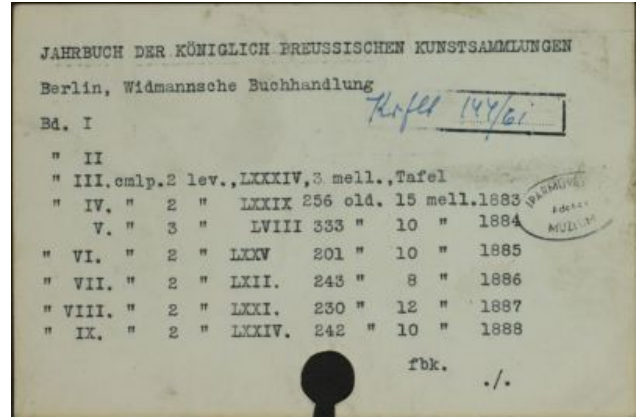 JAHRBUCH DER KÖNIGLICH PREUSSISCHEN KUNSTSAMMLUNGEN
Berlin, Widmannsche Buchhandlung
144/61
Bd. I
" II
" III. cmlp. 2 lev., LXXXIV, 3 mell., Tafel
" IV. " 2 " LXXIX 256 old. 15 mell. 1883
V. " 3 " LVIII 333 " 10 " 1884
" VI. " 2 " LXXV 201 " 10 " 1885
" VII. " 2 " LXII. 243 " 8 " 1886
" VIII. " 2 " LXXI. 230 " 12 " 1887
" IX. " 2 " LXXIV. 242 " 10 " 1888
fbk.
./.